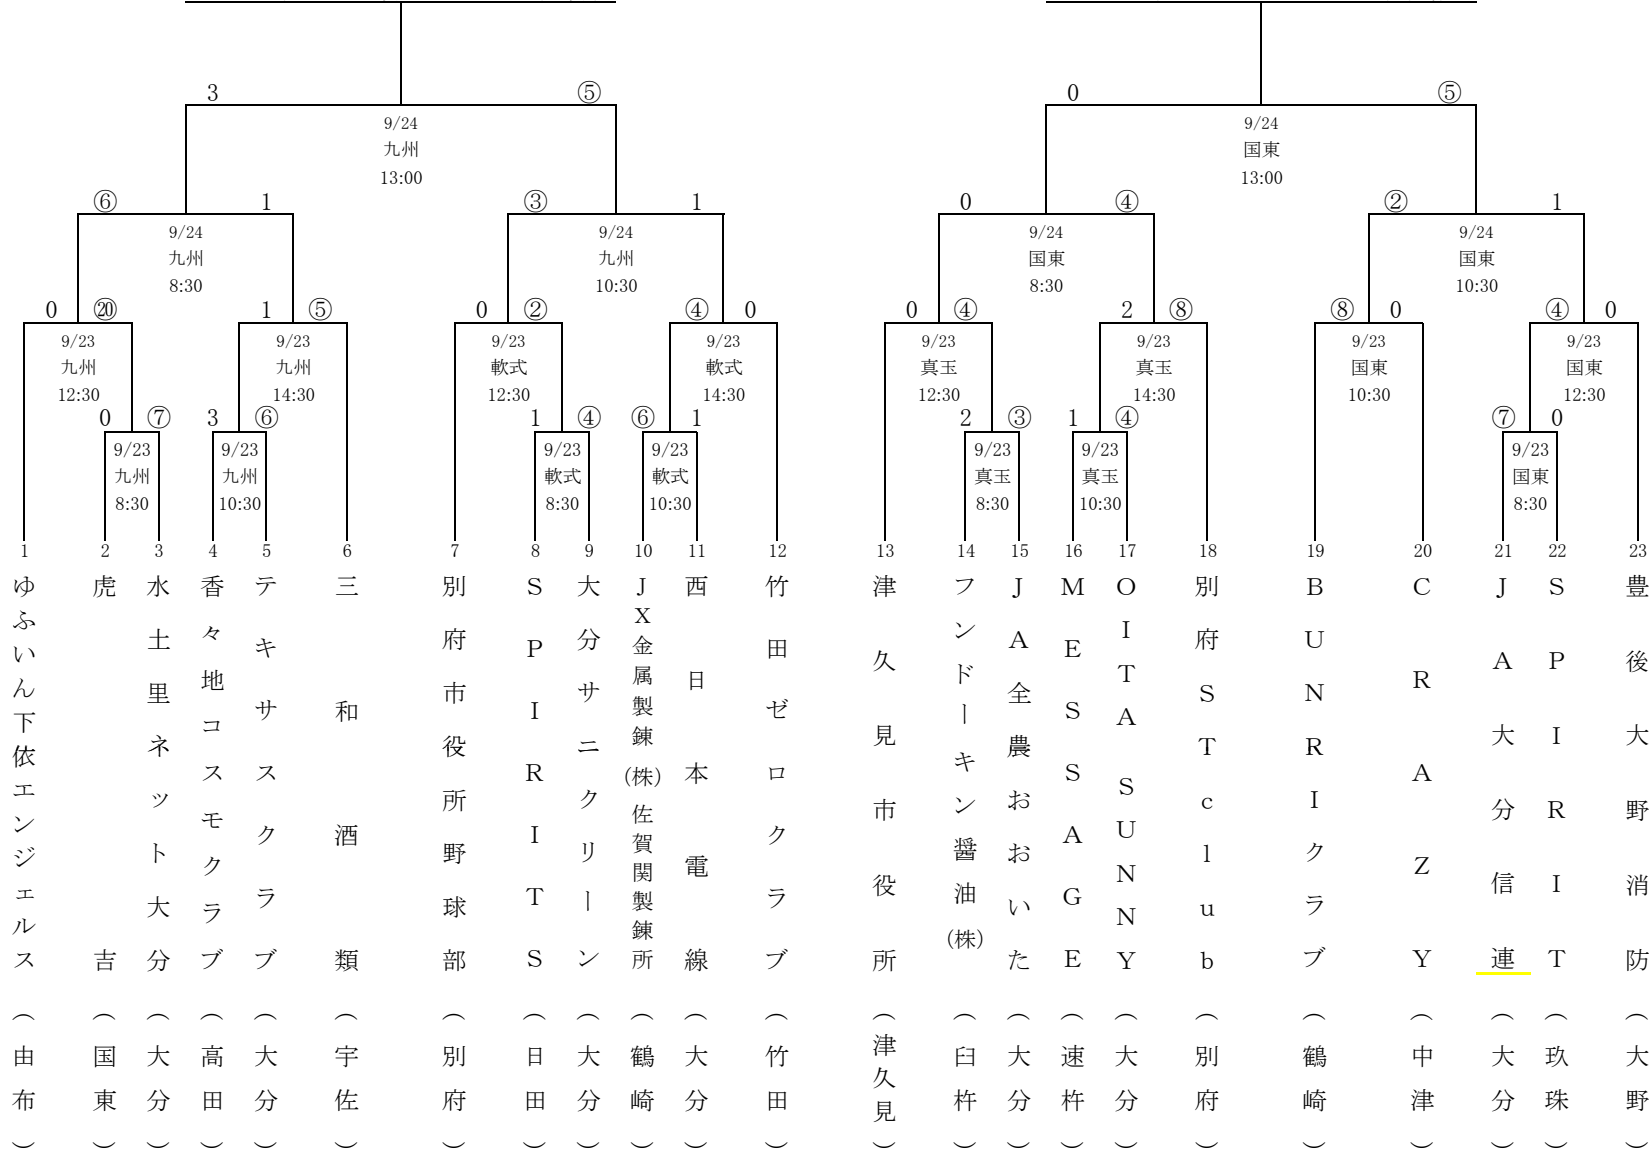 3 ⑤ 0 ⑤
9/24 9/24
九州 国東
13:00 13:00
⑥ 1 ③ 1 0 ④ ② 1
9/24 9/24 9/24 9/24
九州 九州 国東 国東
8:30 10:30 8:30 10:30
0 ⑳ 1 ⑤ 0 ② ④ 0 0 ④ 2 ⑧ ⑧ 0 ④ 0
9/23 9/23 9/23 9/23 9/23 9/23 9/23 9/23
九州 九州 軟式 軟式 真玉 真玉 国東 国東
12:30 14:30 12:30 14:30 12:30 14:30 10:30 12:30
0 ⑦ 3 ⑥ 1 ④ ⑥ 1 2 ③ 1 ④ ⑦ 0
9/23 9/23 9/23 9/23 9/23 9/23 9/23
九州 九州 軟式 軟式 真玉 真玉 国東
8:30 10:30 8:30 10:30 8:30 10:30 8:30
1 ゆふいん下依エンジェルス（由布）
2 虎吉（国東）
3 水土里ネット大分（大分）
4 香々地コスモクラブ（高田）
5 テキサスクラブ（大分）
6 三和酒類（宇佐）
7 別府市役所野球部（別府）
8 SPIRITS（日田）
9 大分サニクリーン（大分）
10 JX金属製錬（株）佐賀関製錬所（鶴崎）
11 西日本電線（大分）
12 竹田ゼロクラブ（竹田）
13 津久見市役所（津久見）
14 フンドーキン醤油（株）（臼杵）
15 JA全農おおいた（大分）
16 MESSAGE（速杵）
17 OITA SUNNY（大分）
18 別府STclub（別府）
19 BUNRIクラブ（鶴崎）
20 CRAZY（中津）
21 JA大分信連（大分）
22 SPIRIT（玖珠）
23 豊後大野消防（大野）